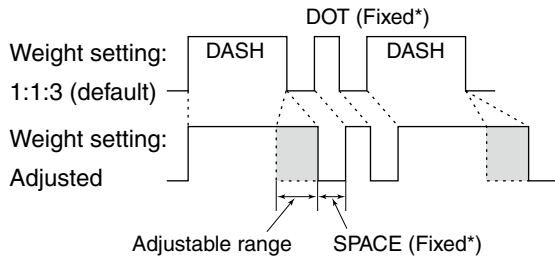 DOT (Fixed*)
Weight setting: DASH DASH
1:1:3 (default)
Weight setting:
Adjusted
Adjustable range SPACE (Fixed*)